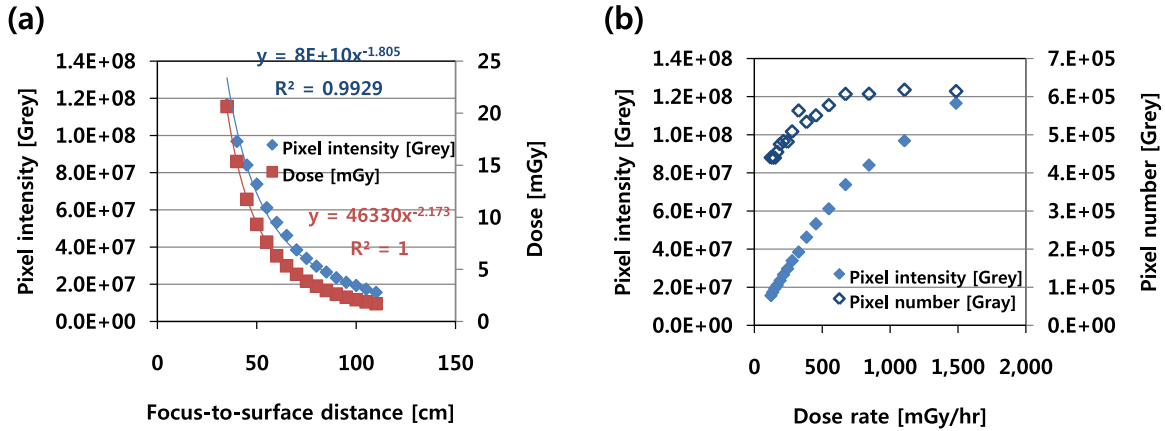 (a)
y = 8E+10x^-1.805
R² = 0.9929
1.4E+08
1.2E+08
1.0E+08
8.0E+07
6.0E+07
4.0E+07
2.0E+07
0.0E+00
Pixel intensity [Grey]
25
20
15
10
5
0
Dose [mGy]
Pixel intensity [Grey]
Dose [mGy]
y = 46330x^-2.173
R² = 1
0 50 100 150
Focus-to-surface distance [cm]
(b)
1.4E+08
1.2E+08
1.0E+08
8.0E+07
6.0E+07
4.0E+07
2.0E+07
0.0E+00
Pixel intensity [Grey]
7.E+05
6.E+05
5.E+05
4.E+05
3.E+05
2.E+05
1.E+05
0.E+00
Pixel number [Grey]
Pixel intensity [Grey]
Pixel number [Gray]
0 500 1,000 1,500 2,000
Dose rate [mGy/hr]